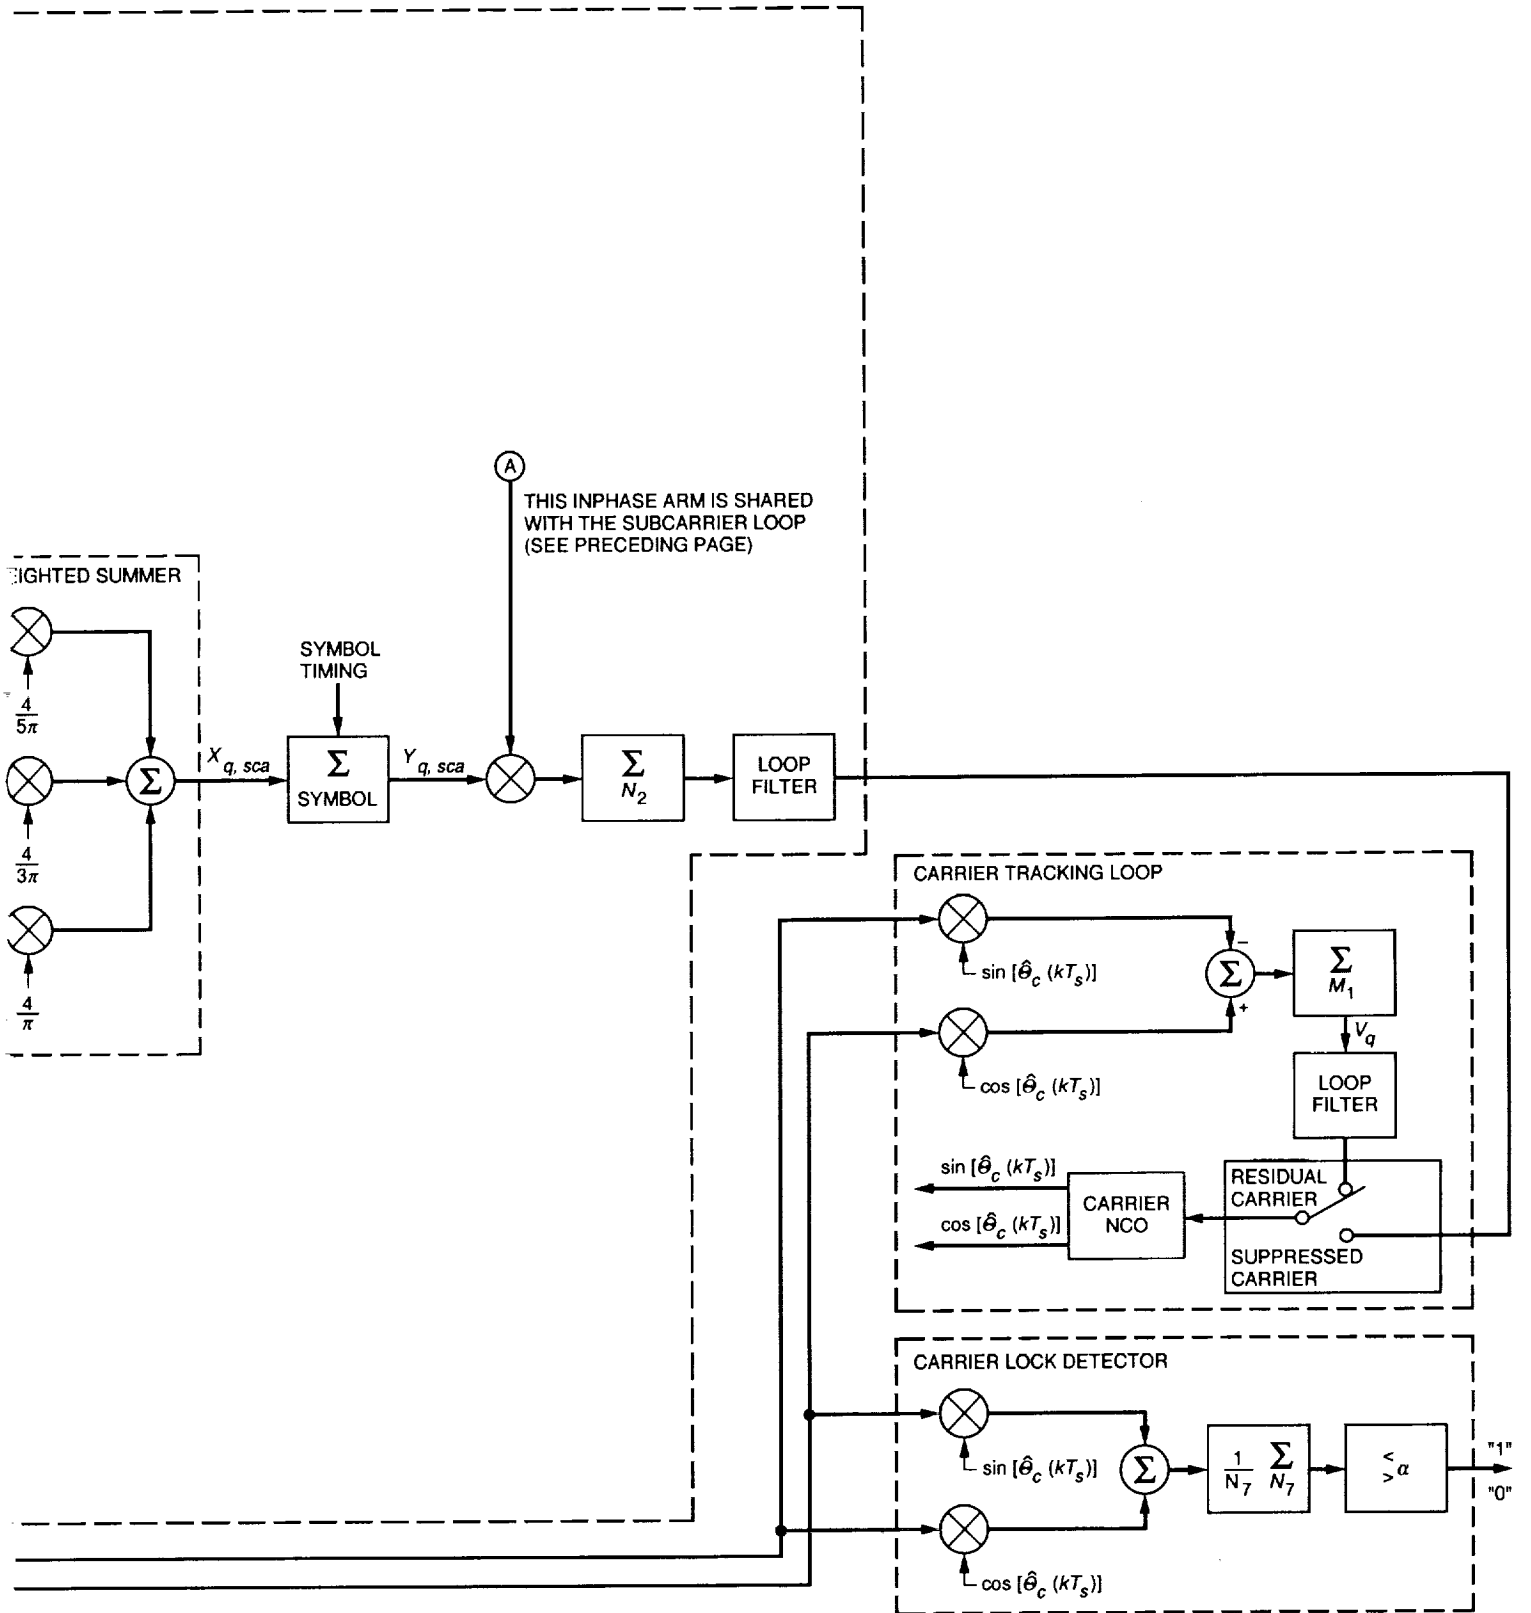 A
THIS INPHASE ARM IS SHARED
WITH THE SUBCARRIER LOOP
(SEE PRECEDING PAGE)
EIGHTED SUMMER
4
5π
4
3π
4
π
Σ
X q, sca
SYMBOL
TIMING
Σ
SYMBOL
Y q, sca
Σ
N2
LOOP
FILTER
CARRIER TRACKING LOOP
sin [Θ̂c (kTs)]
cos [Θ̂c (kTs)]
−
Σ
+
Σ
M1
Vq
LOOP
FILTER
RESIDUAL
CARRIER
SUPPRESSED
CARRIER
CARRIER
NCO
sin [Θ̂c (kTs)]
cos [Θ̂c (kTs)]
CARRIER LOCK DETECTOR
sin [Θ̂c (kTs)]
cos [Θ̂c (kTs)]
Σ
1
N7
Σ
N7
<
> α
"1"
"0"